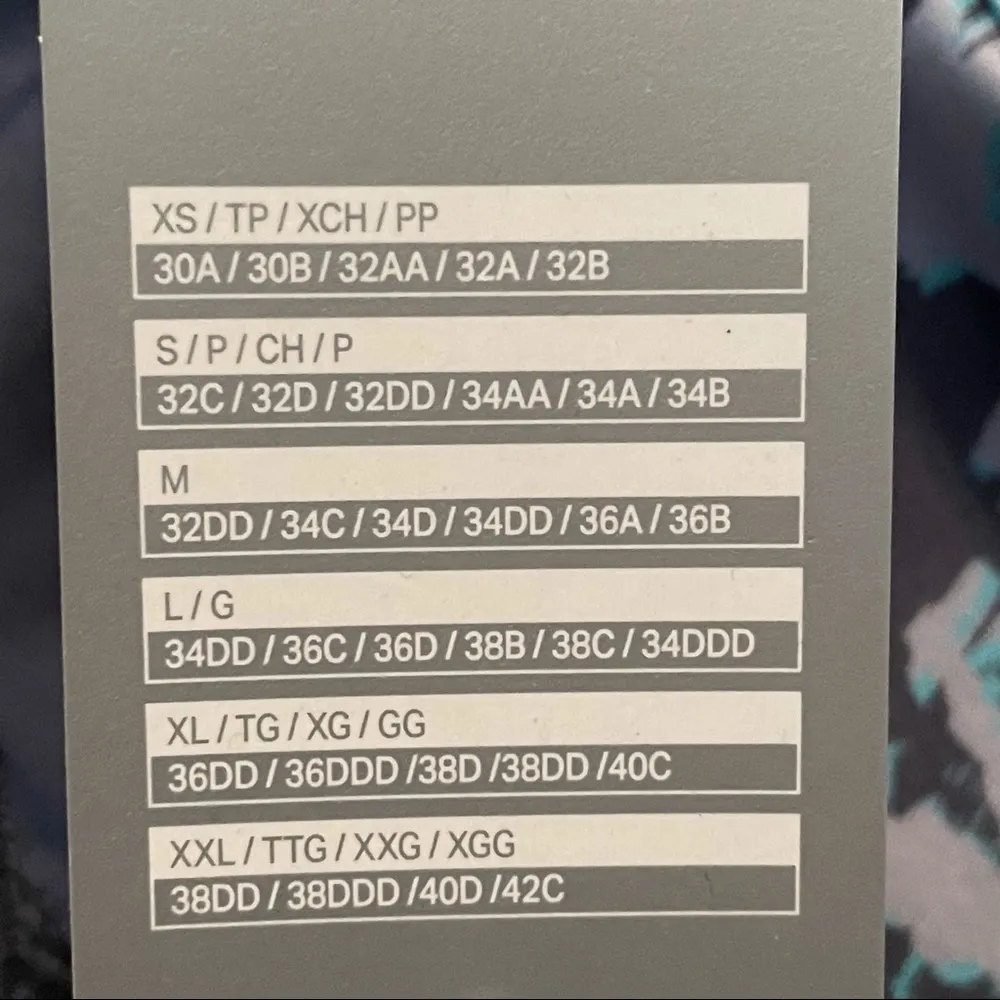 XS / TP / XCH / PP
30A / 30B / 32AA / 32A / 32B
S / P / CH / P
32C / 32D / 32DD / 34AA / 34A / 34B
M
32DD / 34C / 34D / 34DD / 36A / 36B
L / G
34DD / 36C / 36D / 38B / 38C / 34DDD
XL / TG / XG / GG
36DD / 36DDD /38D /38DD /40C
XXL / TTG / XXG / XGG
38DD / 38DDD /40D /42C